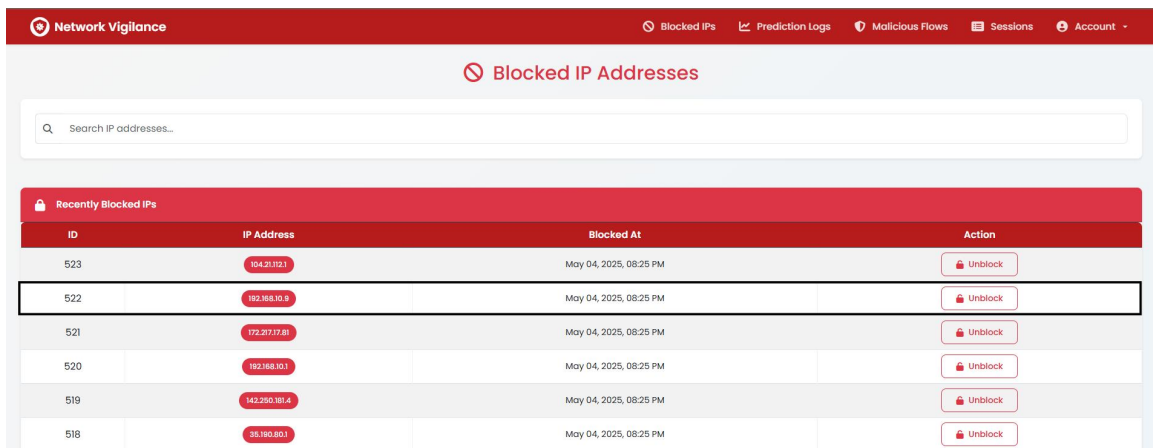 Network Vigilance Blocked IPs Prediction Logs Malicious Flows Sessions Account
Blocked IP Addresses
Search IP addresses...
Recently Blocked IPs
ID IP Address Blocked At Action
523 104.21.112.1 May 04, 2025, 08:25 PM Unblock
522 192.168.10.9 May 04, 2025, 08:25 PM Unblock
521 172.217.17.81 May 04, 2025, 08:25 PM Unblock
520 192.168.10.1 May 04, 2025, 08:25 PM Unblock
519 142.250.181.4 May 04, 2025, 08:25 PM Unblock
518 35.190.80.1 May 04, 2025, 08:25 PM Unblock